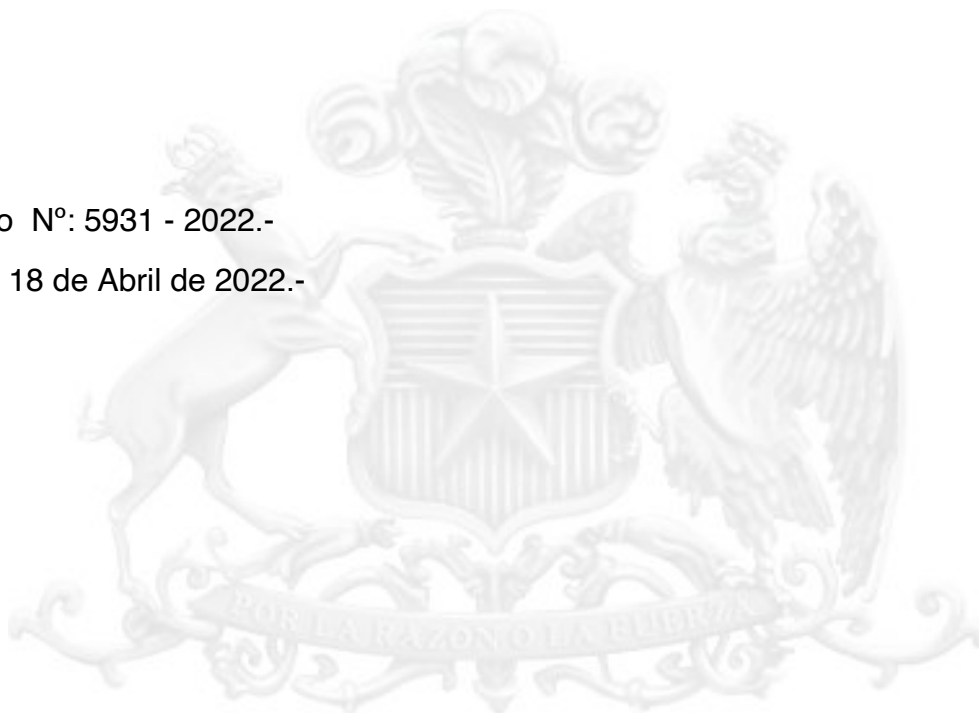 o Nº: 5931 - 2022.-
18 de Abril de 2022.-
POR LA RAZON O LA FUERZA